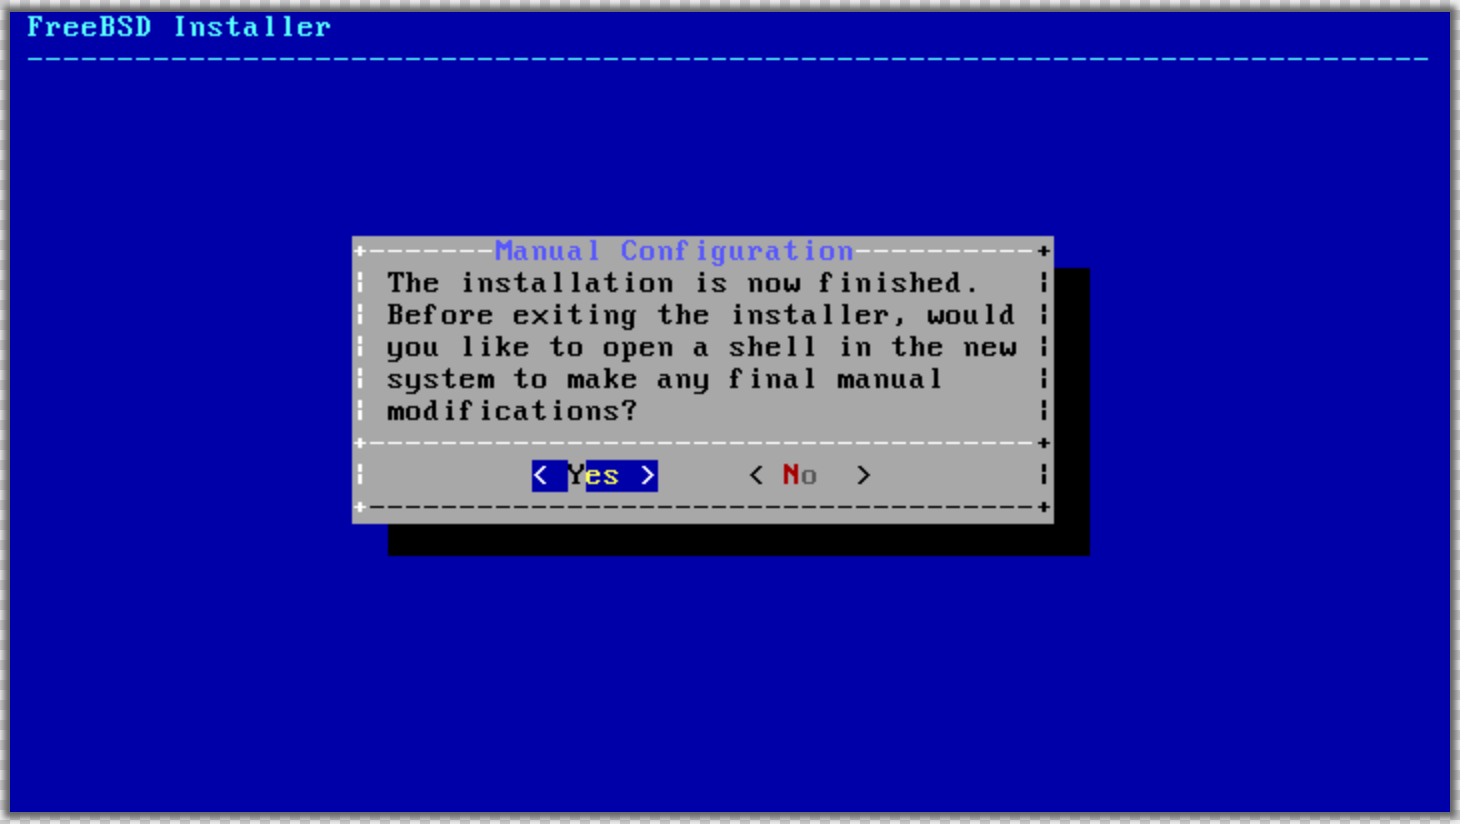 FreeBSD Installer
Manual Configuration
The installation is now finished.
Before exiting the installer, would
you like to open a shell in the new
system to make any final manual
modifications?
< Yes > < No >